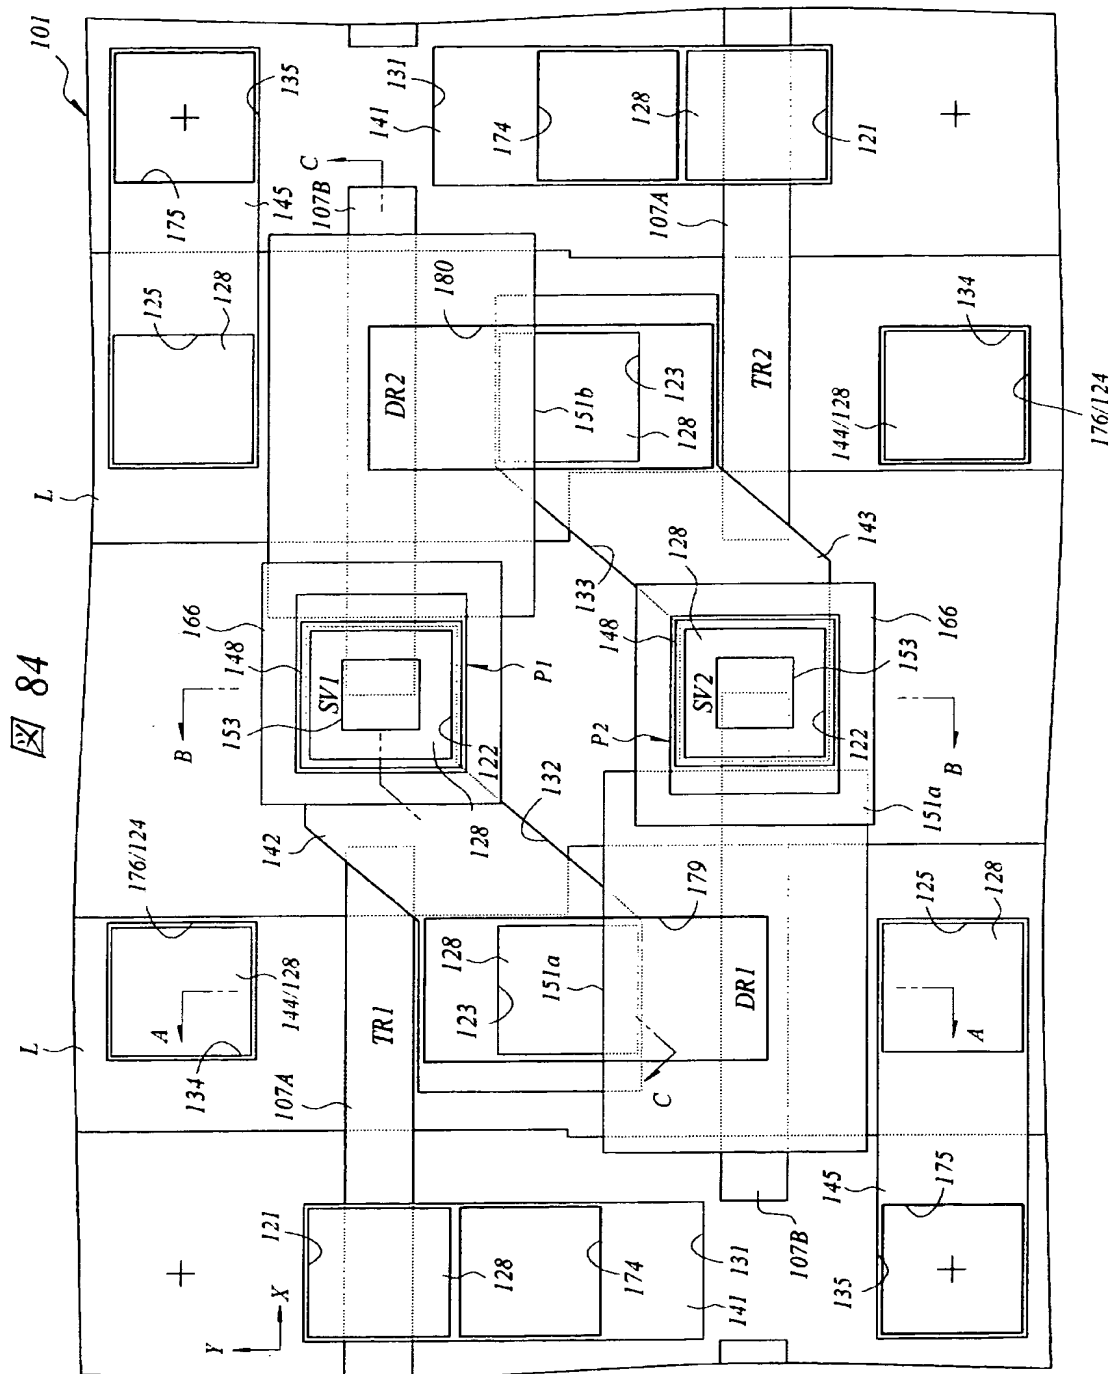 図 84
101
L
125
128
175
135
145
C
107B
131
141
174
128
121
107A
180
DR2
151b
123
128
TR2
134
144/128
176/124
166
148
SV1
153
P1
122
128
133
143
128
148
166
SV2
153
P2
122
151a
B
B
142
132
176/124
L
A
134
144/128
TR1
107A
128
123
151a
179
DR1
C
125
128
A
121
128
174
131
141
107B
145
175
135
Y
X